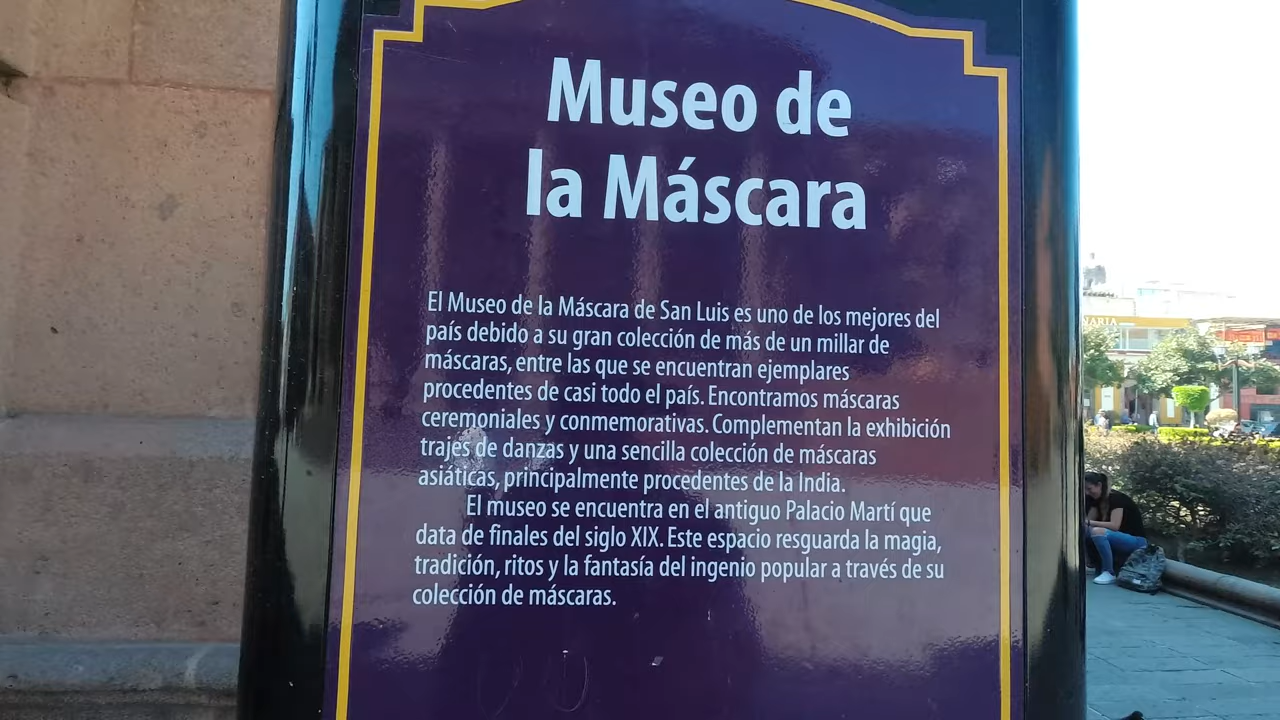 Museo de
la Máscara
El Museo de la Máscara de San Luis es uno de los mejores del
país debido a su gran colección de más de un millar de
máscaras, entre las que se encuentran ejemplares
procedentes de casi todo el país. Encontramos máscaras
ceremoniales y conmemorativas. Complementan la exhibición
trajes de danzas y una sencilla colección de máscaras
asiáticas, principalmente procedentes de la India.
El museo se encuentra en el antiguo Palacio Martí que
data de finales del siglo XIX. Este espacio resguarda la magia,
tradición, ritos y la fantasía del ingenio popular a través de su
colección de máscaras.